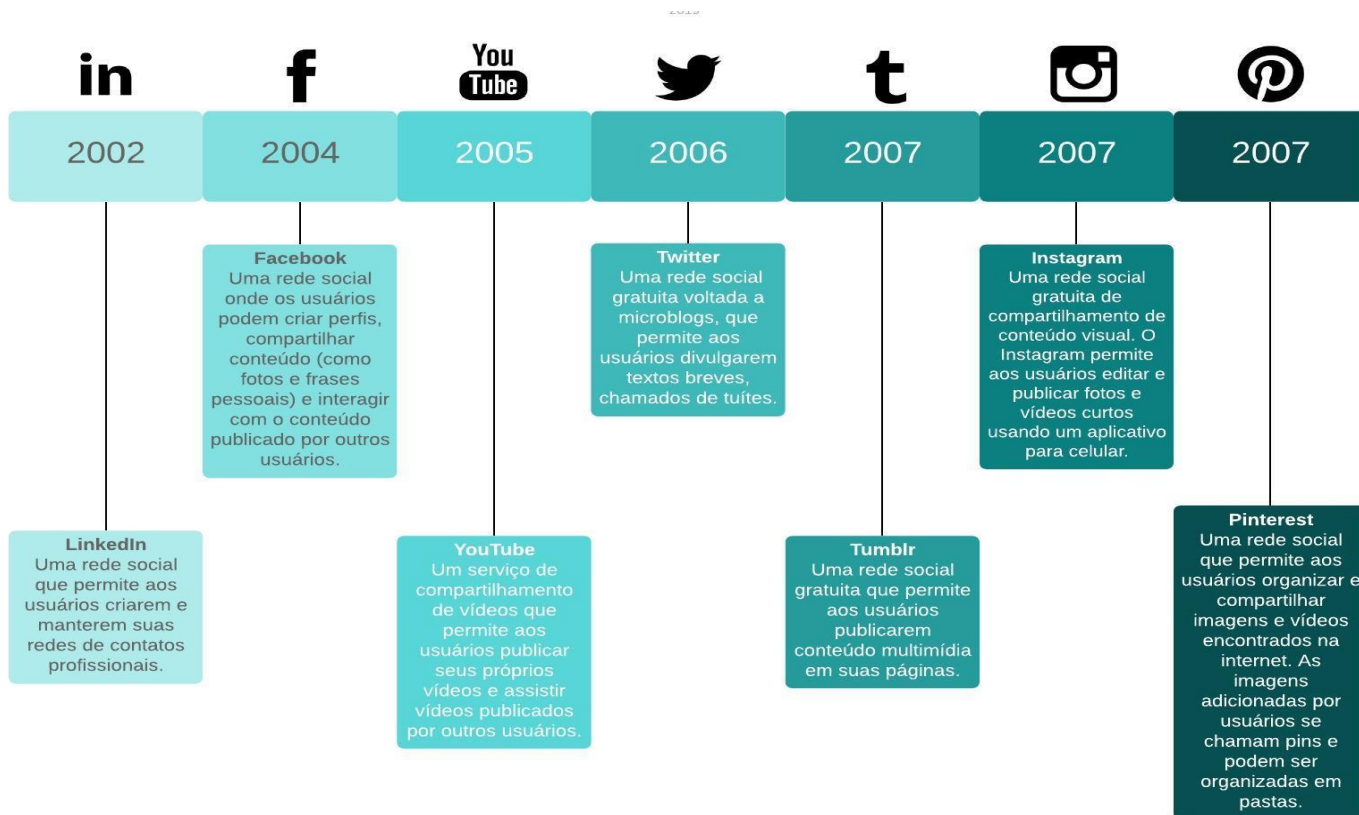 in
f
You
Tube
t
2002
2004
2005
2006
2007
2007
2007
Facebook
Uma rede social
onde os usuários
podem criar perfis,
compartilhar
conteúdo (como
fotos e frases
pessoais) e interagir
com o conteúdo
publicado por outros
usuários.
Twitter
Uma rede social
gratuita voltada a
microblogs, que
permite aos
usuários divulgarem
textos breves,
chamados de tuítes.
Instagram
Uma rede social
gratuita de
compartilhamento de
conteúdo visual. O
Instagram permite
aos usuários editar e
publicar fotos e
vídeos curtos
usando um aplicativo
para celular.
LinkedIn
Uma rede social
que permite aos
usuários criarem e
manterem suas
redes de contatos
profissionais.
YouTube
Um serviço de
compartilhamento
de vídeos que
permite aos
usuários publicar
seus próprios
vídeos e assistir
vídeos publicados
por outros usuários.
Tumblr
Uma rede social
gratuita que permite
aos usuários
publicarem
conteúdo multimídia
em suas páginas.
Pinterest
Uma rede social
que permite aos
usuários organizar e
compartilhar
imagens e vídeos
encontrados na
internet. As
imagens
adicionadas por
usuários se
chamam pins e
podem ser
organizadas em
pastas.